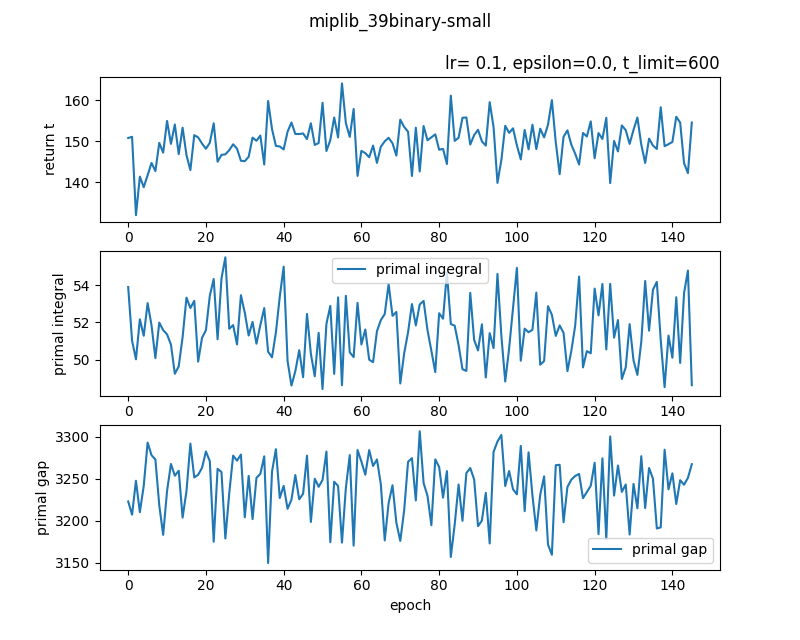 miplib_39binary-small
lr= 0.1, epsilon=0.0, t_limit=600
return t
160
150
140
0 20 40 60 80 100 120 140
primal integral
primal ingegral
54
52
50
0 20 40 60 80 100 120 140
primal gap
3300
3250
3200
3150
primal gap
0 20 40 60 80 100 120 140
epoch